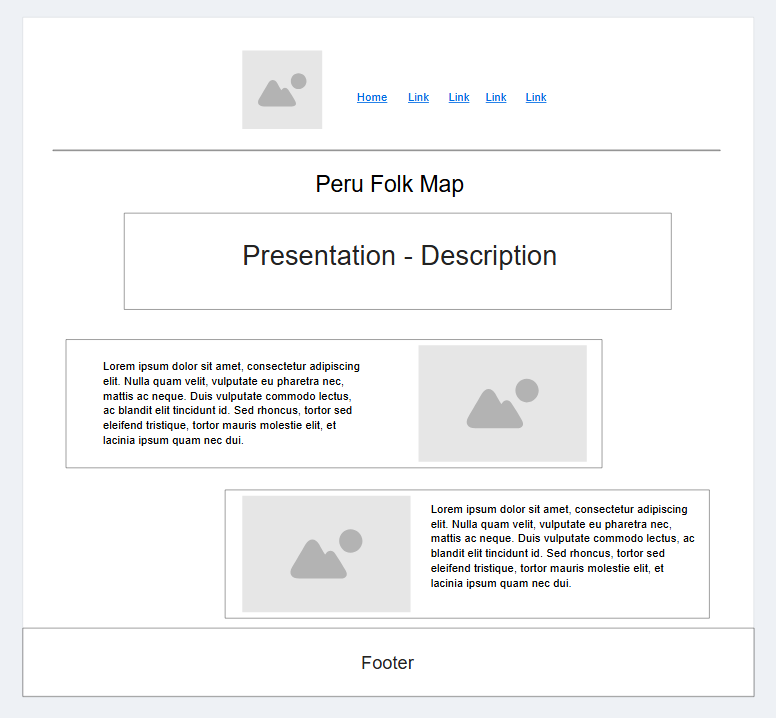 Home Link Link Link Link
Peru Folk Map
Presentation - Description
Lorem ipsum dolor sit amet, consectetur adipiscing
elit. Nulla quam velit, vulputate eu pharetra nec,
mattis ac neque. Duis vulputate commodo lectus,
ac blandit elit tincidunt id. Sed rhoncus, tortor sed
eleifend tristique, tortor mauris molestie elit, et
lacinia ipsum quam nec dui.
Lorem ipsum dolor sit amet, consectetur adipiscing
elit. Nulla quam velit, vulputate eu pharetra nec,
mattis ac neque. Duis vulputate commodo lectus, ac
blandit elit tincidunt id. Sed rhoncus, tortor sed
eleifend tristique, tortor mauris molestie elit, et
lacinia ipsum quam nec dui.
Footer